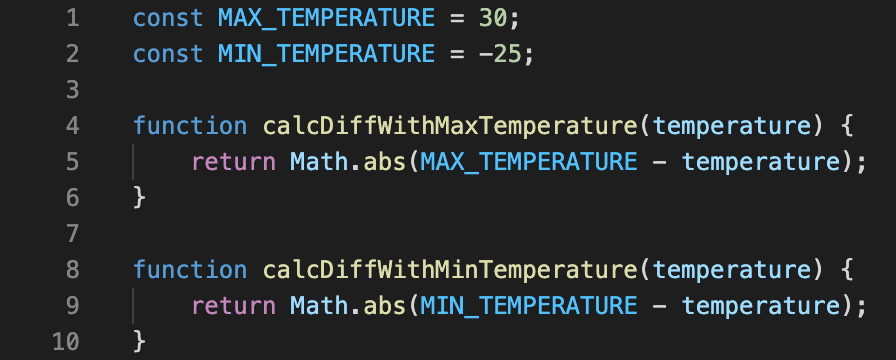 1 const MAX_TEMPERATURE = 30;
2 const MIN_TEMPERATURE = -25;
3
4 function calcDiffWithMaxTemperature(temperature) {
5     return Math.abs(MAX_TEMPERATURE - temperature);
6 }
7
8 function calcDiffWithMinTemperature(temperature) {
9     return Math.abs(MIN_TEMPERATURE - temperature);
10 }